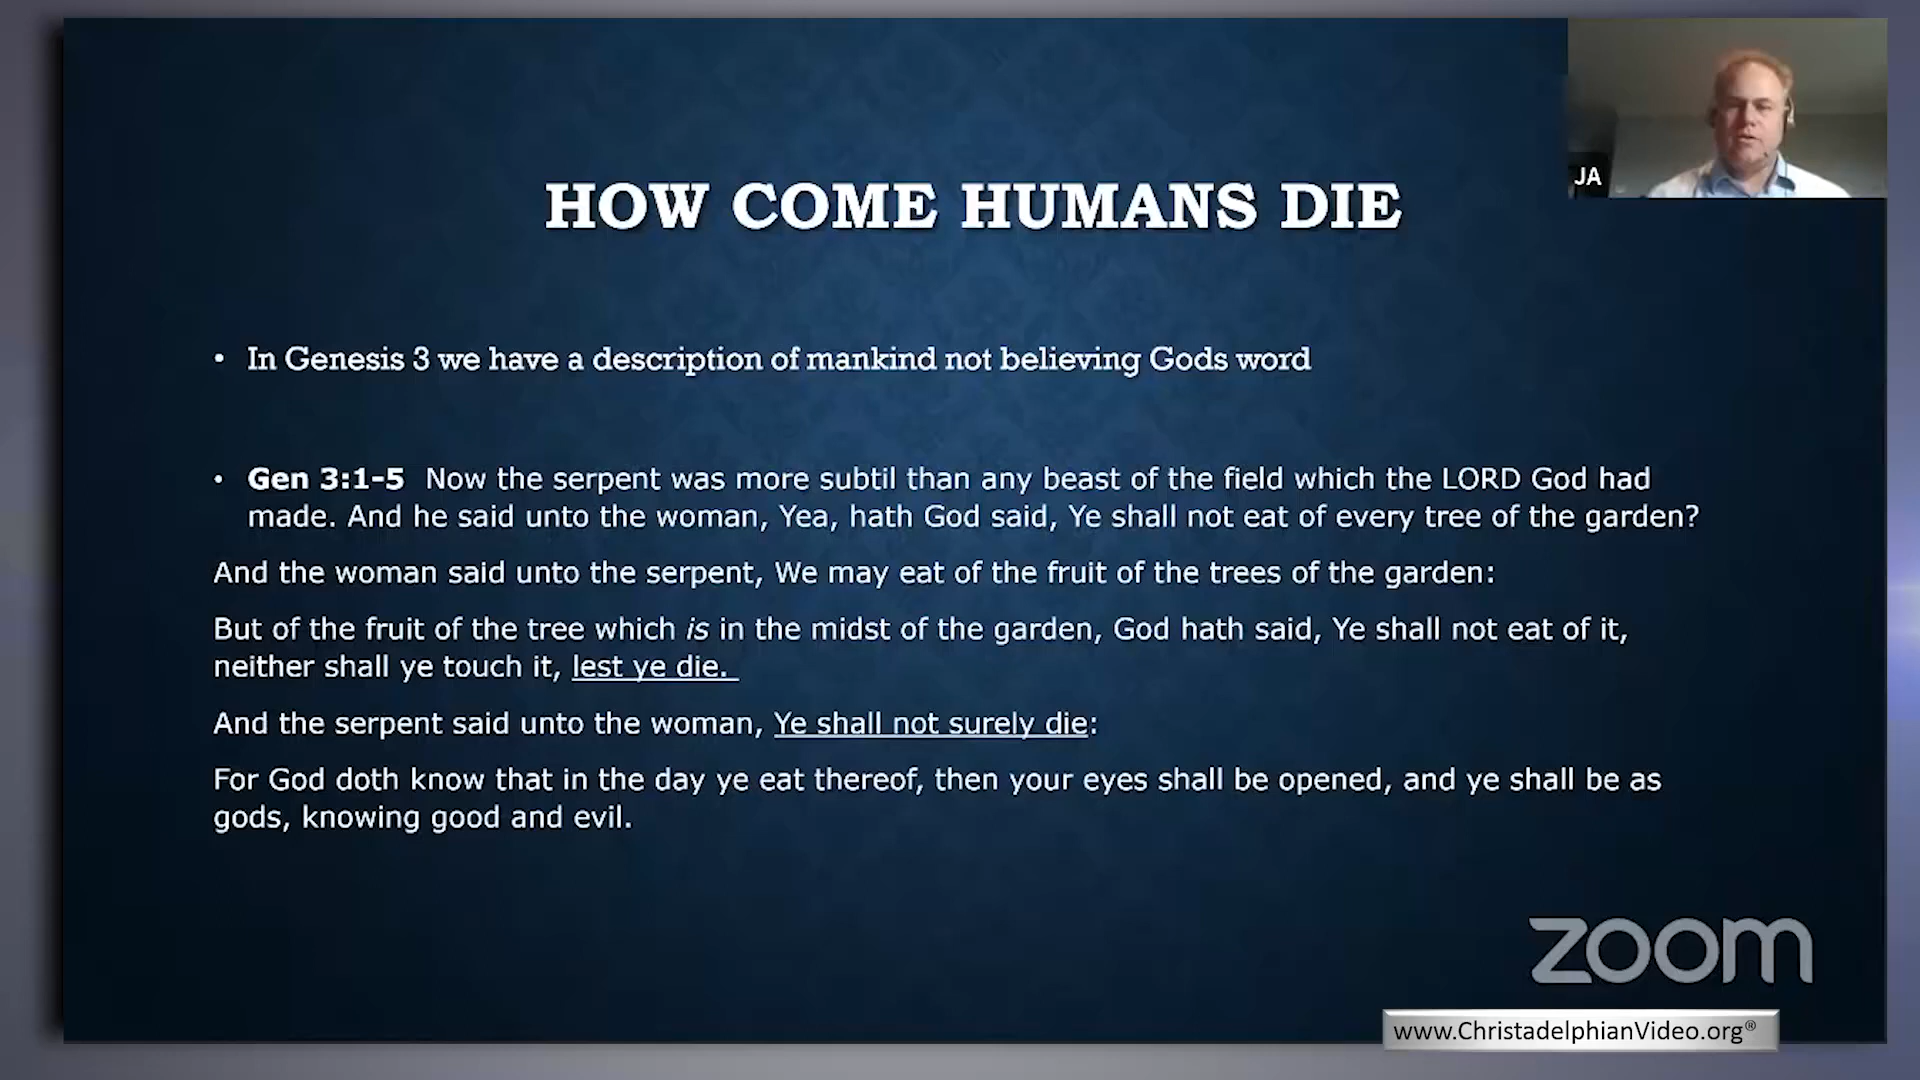 JA
HOW COME HUMANS DIE
• In Genesis 3 we have a description of mankind not believing Gods word
• Gen 3:1-5 Now the serpent was more subtil than any beast of the field which the LORD God had
made. And he said unto the woman, Yea, hath God said, Ye shall not eat of every tree of the garden?
And the woman said unto the serpent, We may eat of the fruit of the trees of the garden:
But of the fruit of the tree which is in the midst of the garden, God hath said, Ye shall not eat of it,
neither shall ye touch it, lest ye die.
And the serpent said unto the woman, Ye shall not surely die:
For God doth know that in the day ye eat thereof, then your eyes shall be opened, and ye shall be as
gods, knowing good and evil.
zoom
www.ChristadelphianVideo.org®